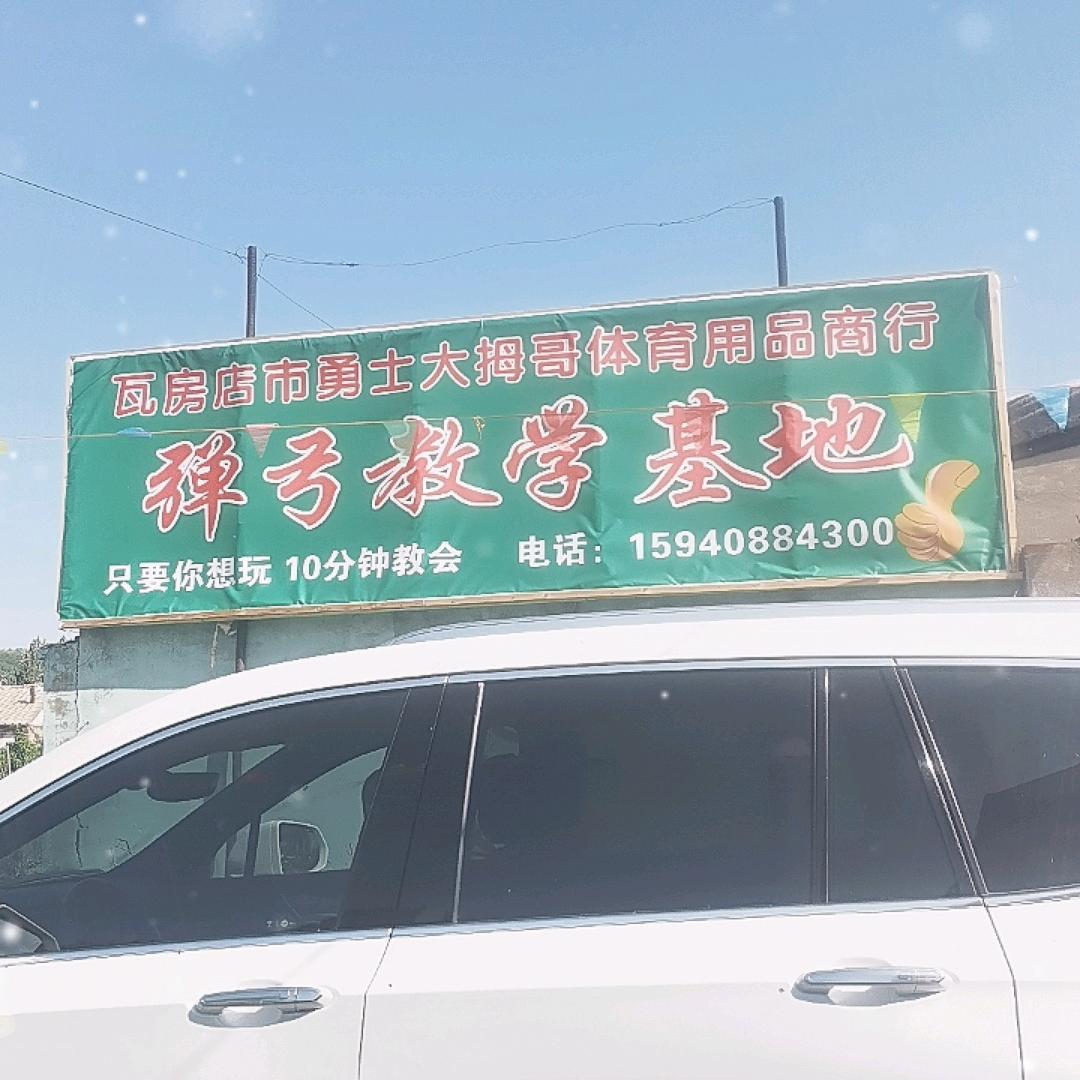 瓦房店市勇士大拇哥体育用品商行
弹弓教学基地
只要你想玩 10分钟教会 电话：15940884300